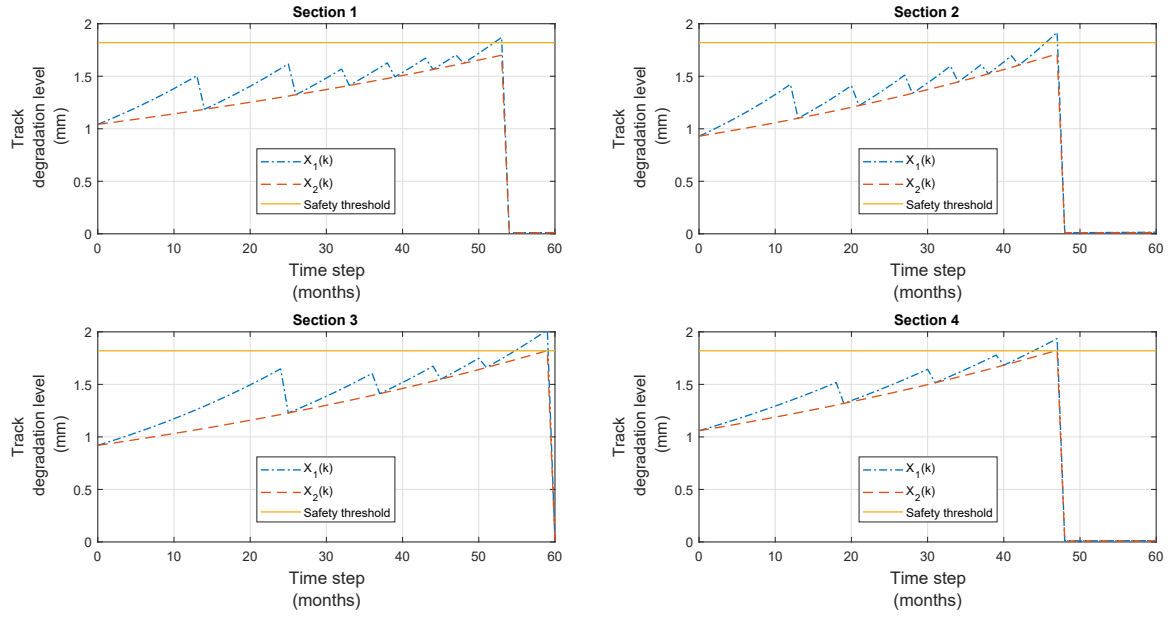 Section 1
2
1.5
1
0.5
0
Track
degradation level
(mm)
X1(k)
X2(k)
Safety threshold
0 10 20 30 40 50 60
Time step
(months)
Section 2
2
1.5
1
0.5
0
Track
degradation level
(mm)
X1(k)
X2(k)
Safety threshold
0 10 20 30 40 50 60
Time step
(months)
Section 3
2
1.5
1
0.5
0
Track
degradation level
(mm)
X1(k)
X2(k)
Safety threshold
0 10 20 30 40 50 60
Time step
(months)
Section 4
2
1.5
1
0.5
0
Track
degradation level
(mm)
X1(k)
X2(k)
Safety threshold
0 10 20 30 40 50 60
Time step
(months)